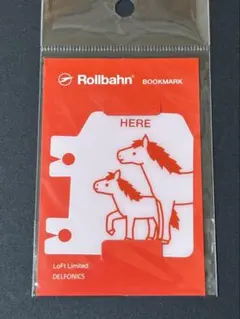 Rollbahn®
BOOKMARK
HERE
LoFt Limited
DELFONICS